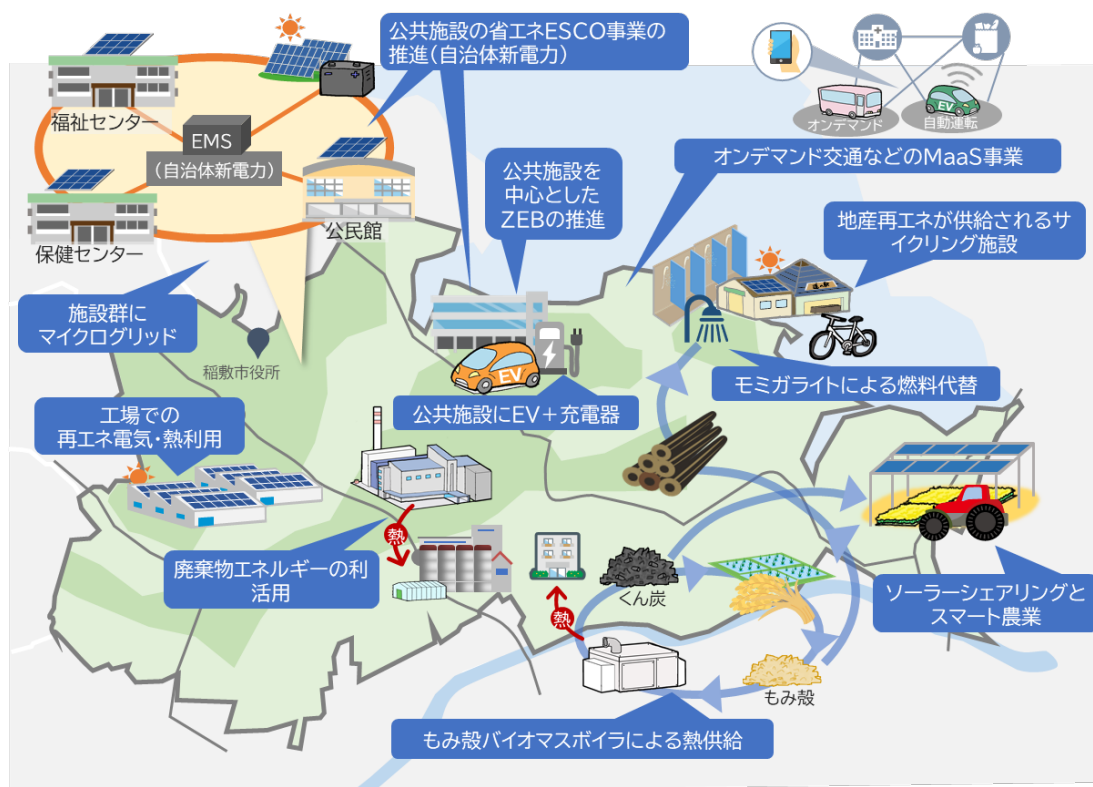 公共施設の省エネESCO事業の
推進(自治体新電力)
福祉センター
EMS
(自治体新電力)
保健センター
公民館
オンデマンド
EV
自動運転
オンデマンド交通などのMaaS事業
公共施設を
中心とした
ZEBの推進
地産再エネが供給されるサ
イクリング施設
施設群に
マイクログリッド
稲敷市役所
EV
公共施設にEV+充電器
モミガライトによる燃料代替
工場での
再エネ電気・熱利用
熱
廃棄物エネルギーの利
活用
くん炭
熱
ソーラーシェアリングと
スマート農業
もみ殻
もみ殻バイオマスボイラによる熱供給